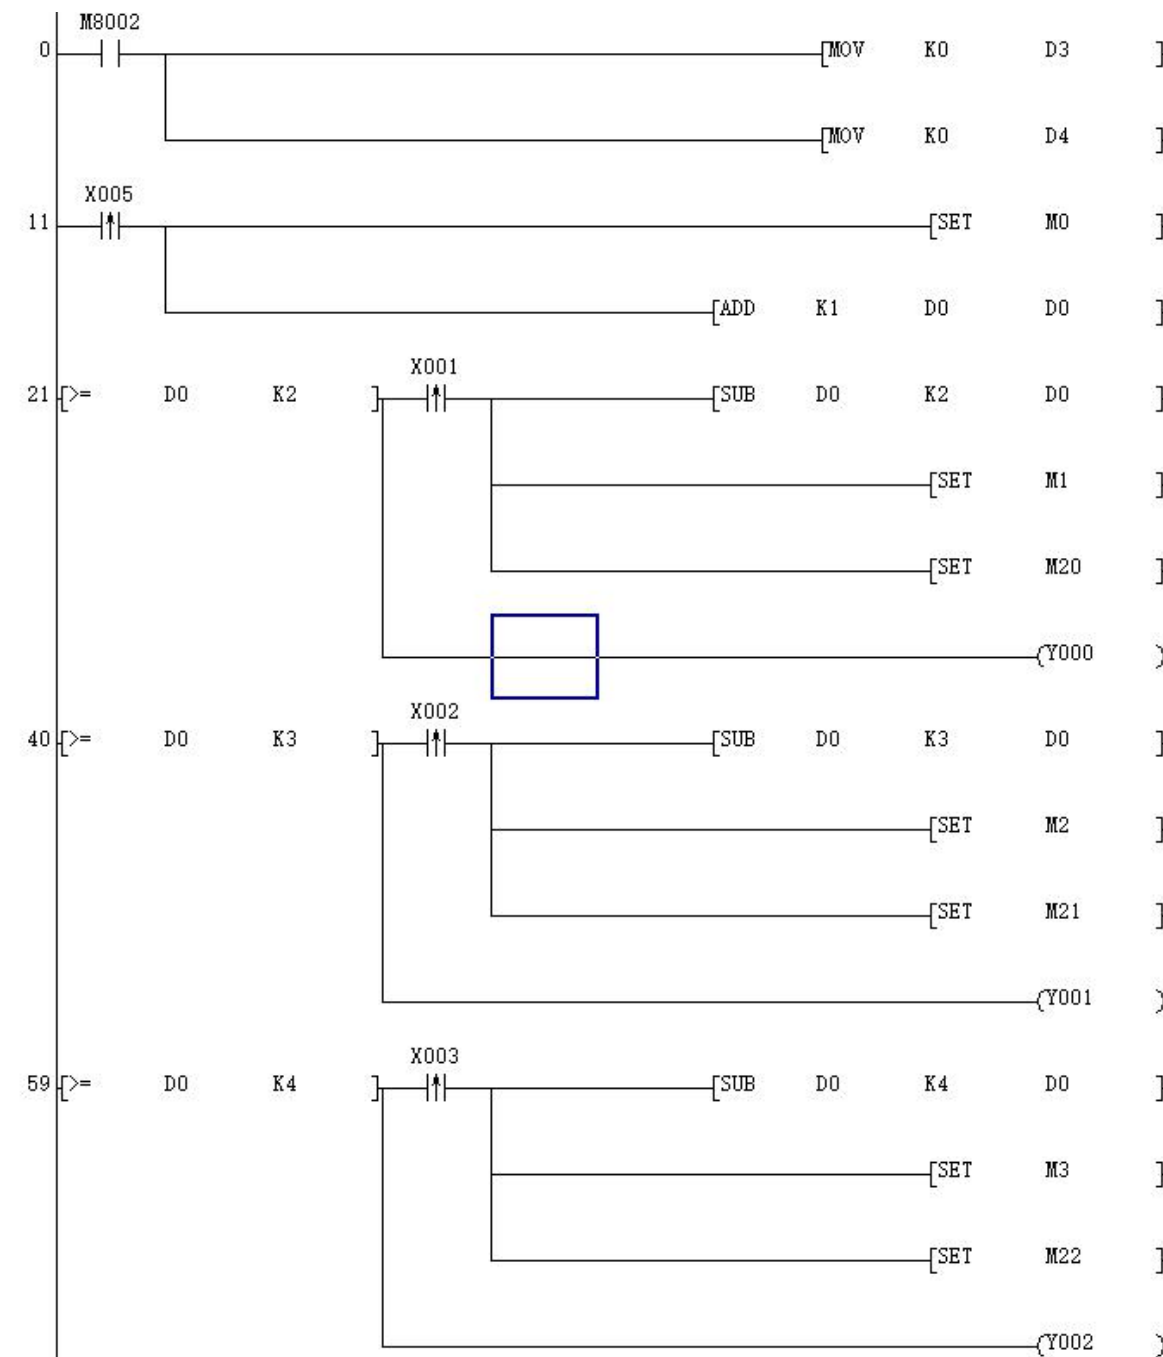 M8002
0 [MOV K0 D3 ]
[MOV K0 D4 ]
X005
11 [SET M0 ]
[ADD K1 D0 D0 ]
X001
21 [>= D0 K2 ] [SUB D0 K2 D0 ]
[SET M1 ]
[SET M20 ]
(Y000 )
X002
40 [>= D0 K3 ] [SUB D0 K3 D0 ]
[SET M2 ]
[SET M21 ]
(Y001 )
X003
59 [>= D0 K4 ] [SUB D0 K4 D0 ]
[SET M3 ]
[SET M22 ]
(Y002 )